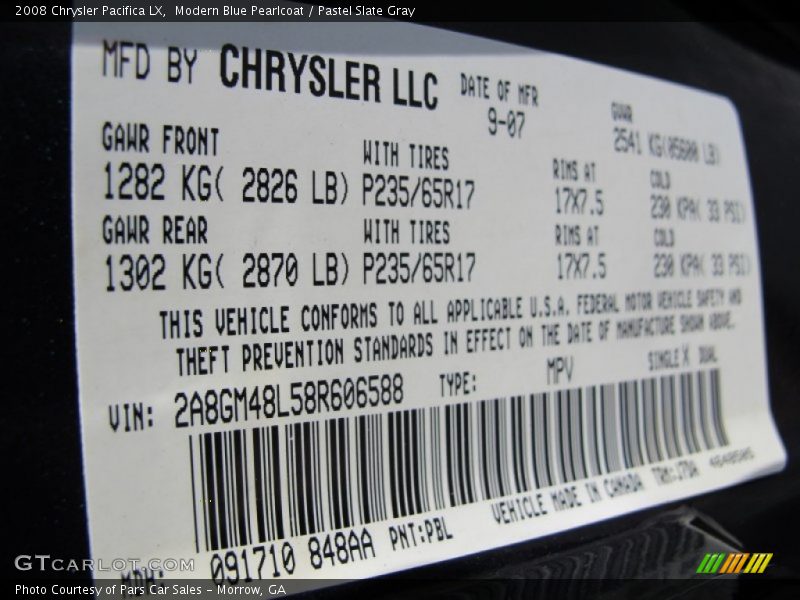 2008 Chrysler Pacifica LX, Modern Blue Pearlcoat / Pastel Slate Gray
MFD BY CHRYSLER LLC DATE OF MFR GVWR
9-07 2541 KG(05600 LB)
GAWR FRONT WITH TIRES RIMS AT COLD
1282 KG( 2826 LB) P235/65R17 17X7.5 230 KPA( 33 PSI)
GAWR REAR WITH TIRES RIMS AT COLD
1302 KG( 2870 LB) P235/65R17 17X7.5 230 KPA( 33 PSI)
THIS VEHICLE CONFORMS TO ALL APPLICABLE U.S.A. FEDERAL MOTOR VEHICLE SAFETY AND
THEFT PREVENTION STANDARDS IN EFFECT ON THE DATE OF MANUFACTURE SHOWN ABOVE.
VIN: 2A8GM48L58R606588 TYPE: MPV SINGLE X DUAL
VEHICLE MADE IN CANADA
MDH: 091710 848AA PNT:PBL
GTCARLOT.COM
Photo Courtesy of Pars Car Sales - Morrow, GA